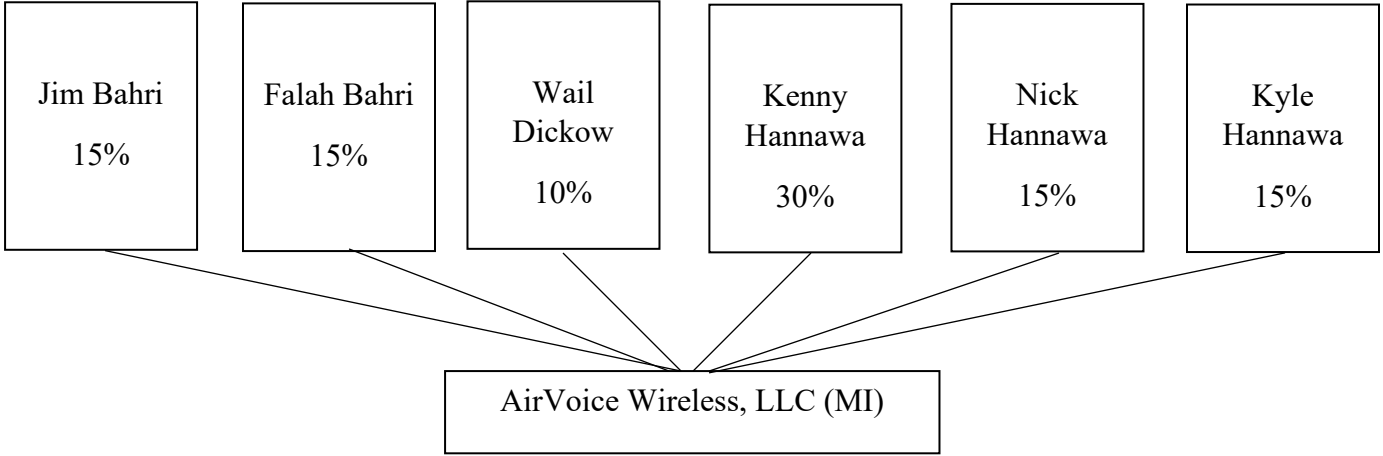 Jim Bahri
15%
Falah Bahri
15%
Wail
Dickow
10%
Kenny
Hannawa
30%
Nick
Hannawa
15%
Kyle
Hannawa
15%
AirVoice Wireless, LLC (MI)